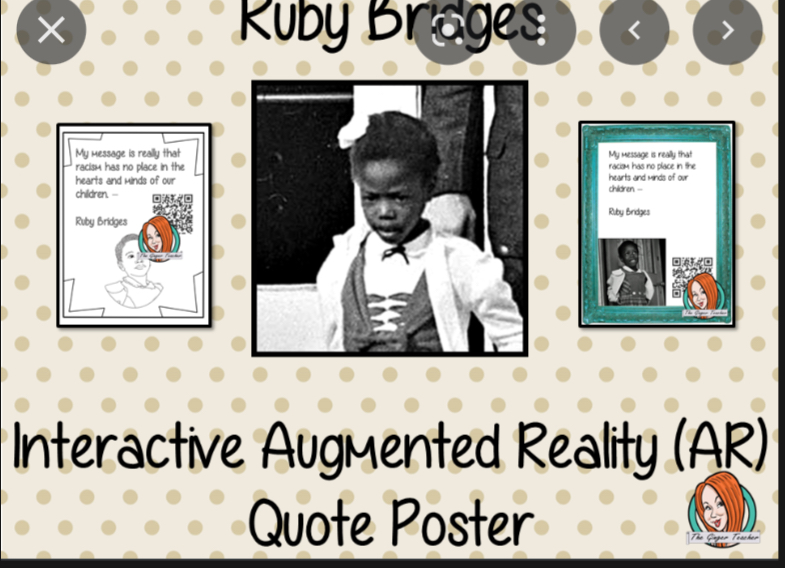 Ruby Bridges
My message is really that
racism has no place in the
hearts and minds of our
children. –
Ruby Bridges
The Ginger Teacher
My message is really that
racism has no place in the
hearts and minds of our
children. –
Ruby Bridges
The Ginger Teacher
Interactive Augmented Reality (AR)
Quote Poster
The Ginger Teacher